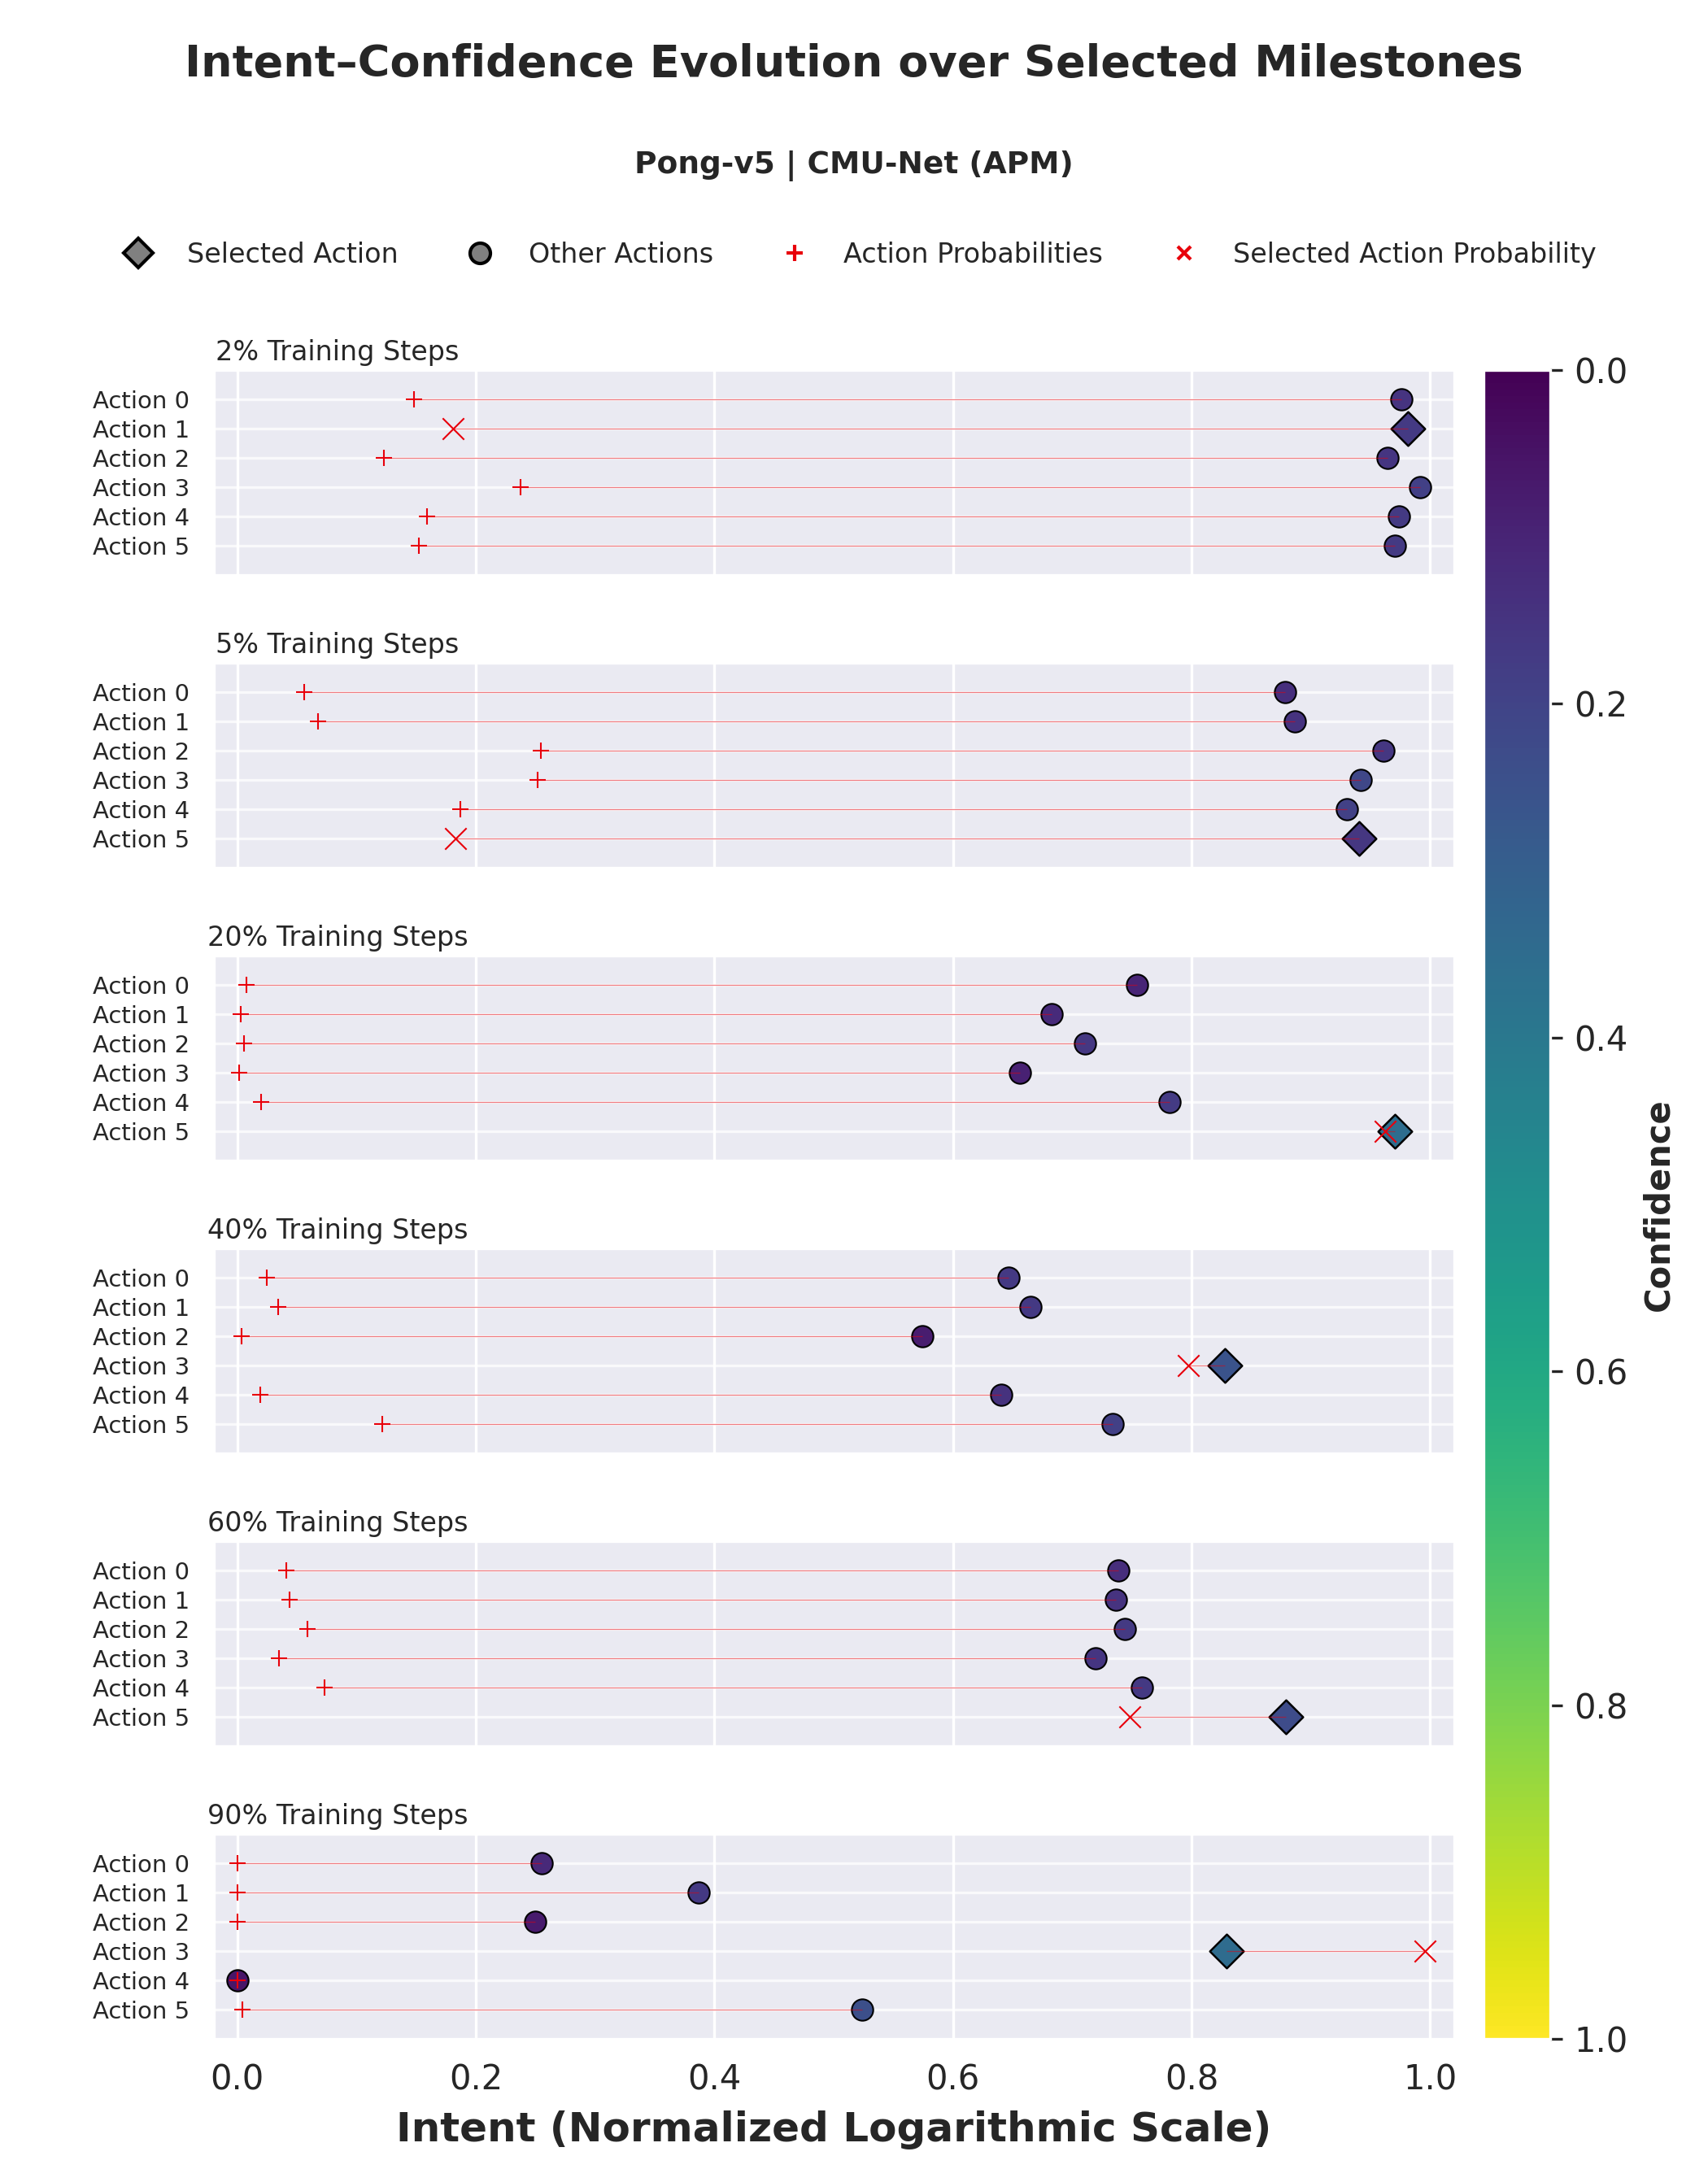 Intent–Confidence Evolution over Selected Milestones
Pong-v5 | CMU-Net (APM)
Selected Action Other Actions Action Probabilities Selected Action Probability
2% Training Steps
Action 0
Action 1
Action 2
Action 3
Action 4
Action 5
5% Training Steps
Action 0
Action 1
Action 2
Action 3
Action 4
Action 5
20% Training Steps
Action 0
Action 1
Action 2
Action 3
Action 4
Action 5
40% Training Steps
Action 0
Action 1
Action 2
Action 3
Action 4
Action 5
60% Training Steps
Action 0
Action 1
Action 2
Action 3
Action 4
Action 5
90% Training Steps
Action 0
Action 1
Action 2
Action 3
Action 4
Action 5
0.0 0.2 0.4 0.6 0.8 1.0
Intent (Normalized Logarithmic Scale)
0.0
0.2
0.4
0.6
0.8
1.0
Confidence